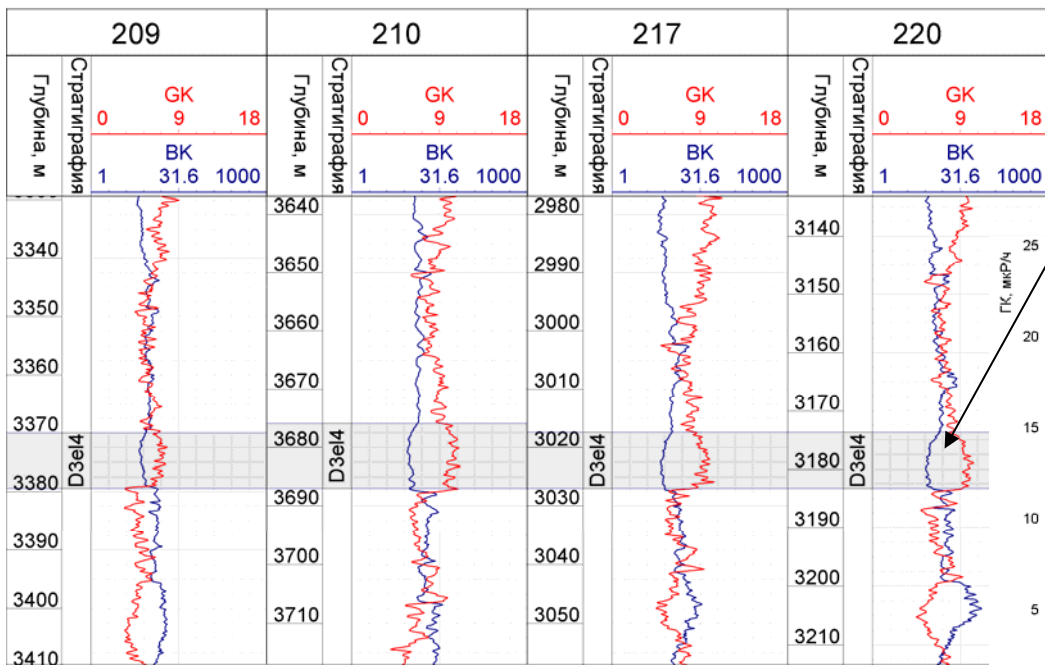 209
210
217
220
Глубина, м
Стратиграфия
GK
0 9 18
BK
1 31.6 1000
Глубина, м
Стратиграфия
GK
0 9 18
BK
1 31.6 1000
Глубина, м
Стратиграфия
GK
0 9 18
BK
1 31.6 1000
Глубина, м
Стратиграфия
GK
0 9 18
BK
1 31.6 1000
3340
3350
3360
3370
3380
3390
3400
3410
D3el4
3640
3650
3660
3670
3680
3690
3700
3710
D3el4
2980
2990
3000
3010
3020
3030
3040
3050
D3el4
3140
3150
3160
3170
3180
3190
3200
3210
D3el4
ГК, мкР/ч
25
20
15
10
5